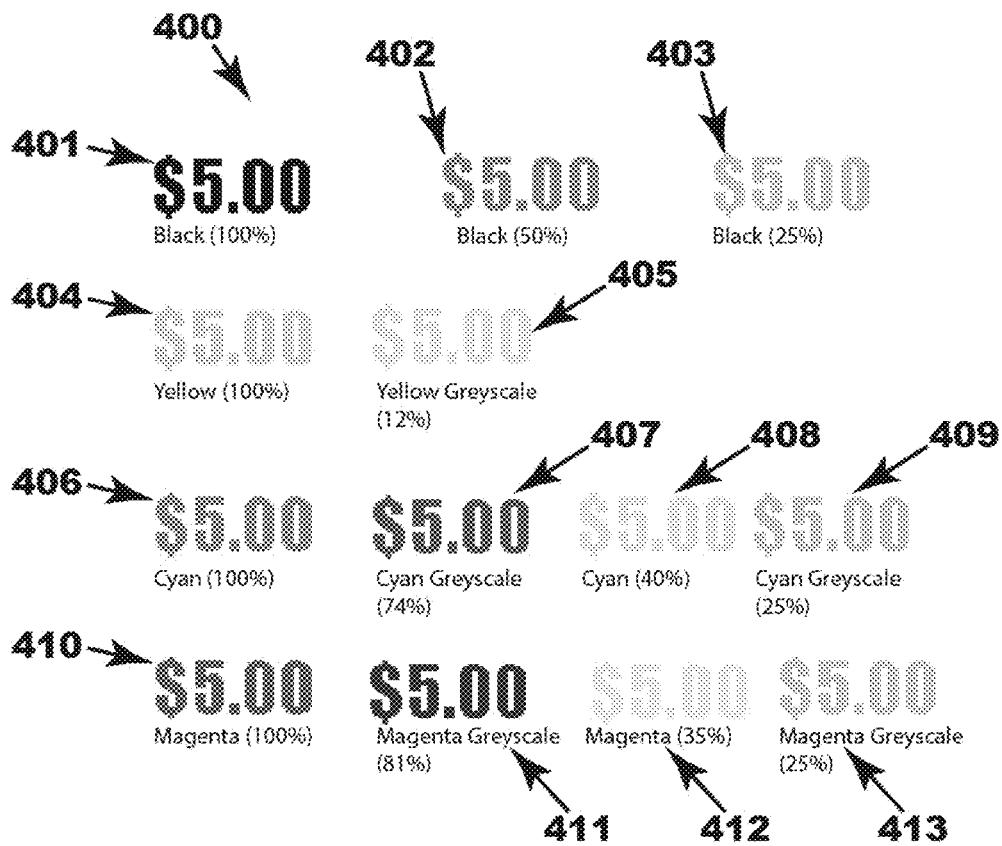 400
402
403
401
$5.00 $5.00 $5.00
Black (100%) Black (50%) Black (25%)
404
405
$5.00 $5.00
Yellow (100%) Yellow Greyscale
(12%)
406
407
408
409
$5.00 $5.00 $5.00 $5.00
Cyan (100%) Cyan Greyscale Cyan (40%) Cyan Greyscale
(74%) (25%)
410
$5.00 $5.00 $5.00 $5.00
Magenta (100%) Magenta Greyscale Magenta (35%) Magenta Greyscale
(81%) (25%)
411 412 413